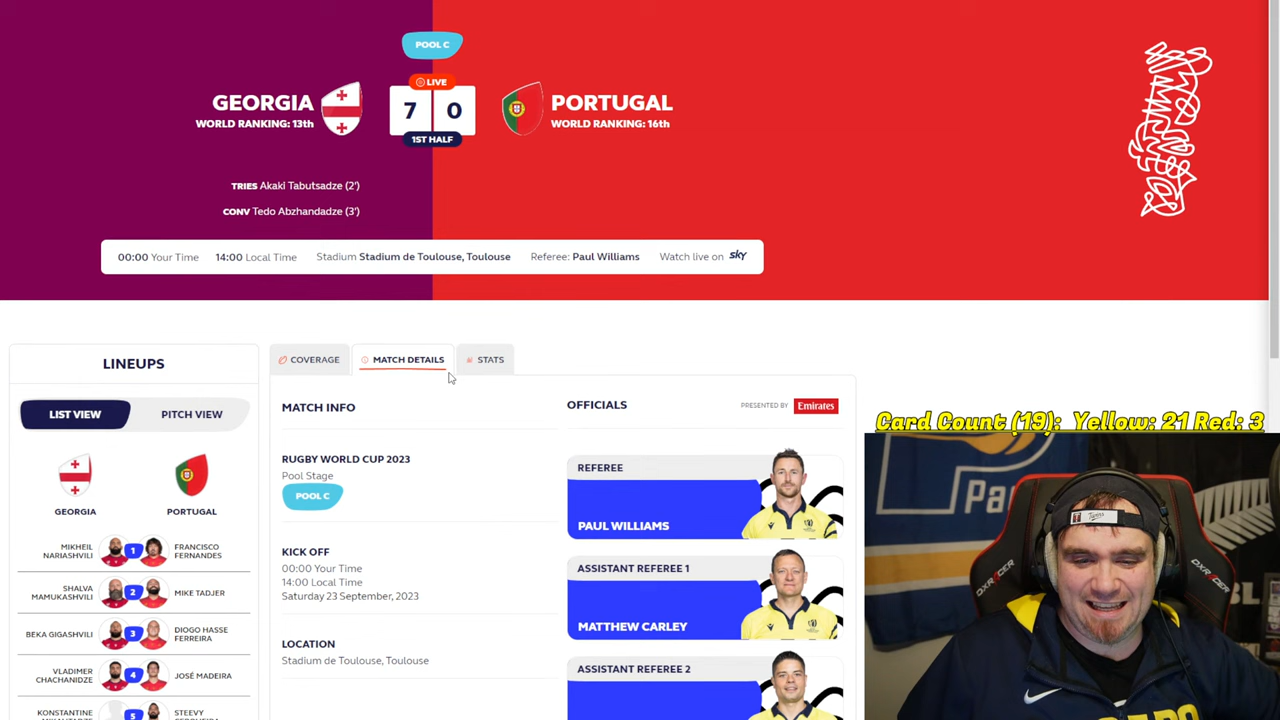 POOL C
LIVE
GEORGIA
WORLD RANKING: 13th
7 0
1ST HALF
PORTUGAL
WORLD RANKING: 16th
TRIES Akaki Tabutsadze (2')
CONV Tedo Abzhandadze (3')
00:00 Your Time 14:00 Local Time Stadium Stadium de Toulouse, Toulouse Referee: Paul Williams Watch live on sky
LINEUPS
LIST VIEW PITCH VIEW
GEORGIA PORTUGAL
MIKHEIL NARIASHVILI 1 FRANCISCO FERNANDES
SHALVA MAMUKASHVILI 2 MIKE TADJER
BEKA GIGASHVILI 3 DIOGO HASSE FERREIRA
VLADIMER CHACHANIDZE 4 JOSÉ MADEIRA
KONSTANTINE 5 STEEVY
COVERAGE MATCH DETAILS STATS
MATCH INFO
RUGBY WORLD CUP 2023
Pool Stage
POOL C
KICK OFF
00:00 Your Time
14:00 Local Time
Saturday 23 September, 2023
LOCATION
Stadium de Toulouse, Toulouse
OFFICIALS PRESENTED BY Emirates
REFEREE
PAUL WILLIAMS
ASSISTANT REFEREE 1
MATTHEW CARLEY
ASSISTANT REFEREE 2
Card Count (19): Yellow: 21 Red: 3
Pa
DXRACER
DXRACER